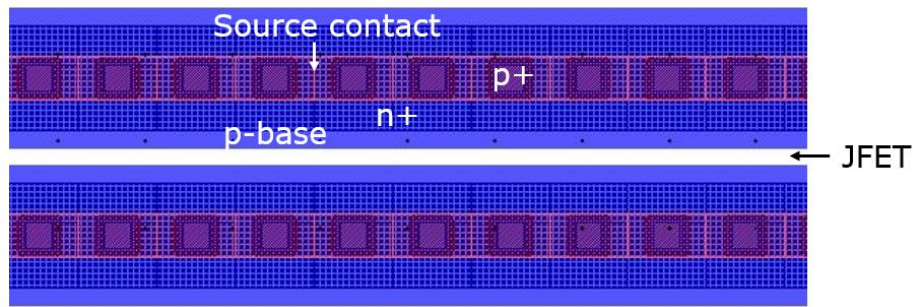 Source contact
p+
n+
p-base
JFET